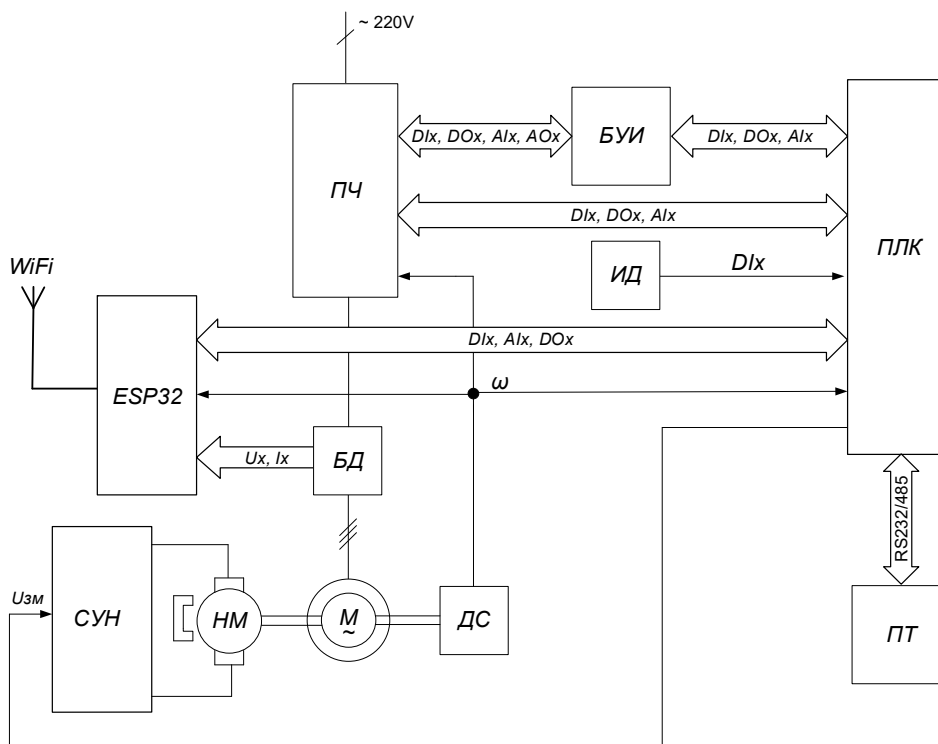 ~ 220V
DIx, DOx, AIx, AOx
БУИ
DIx, DOx, AIx
ПЧ
DIx, DOx, AIx
ПЛК
WiFi
ИД
DIx
DIx, AIx, DOx
ESP32
ω
Ux, Ix
БД
RS232/485
Uзм
СУН
НМ
М
~
ДС
ПТ